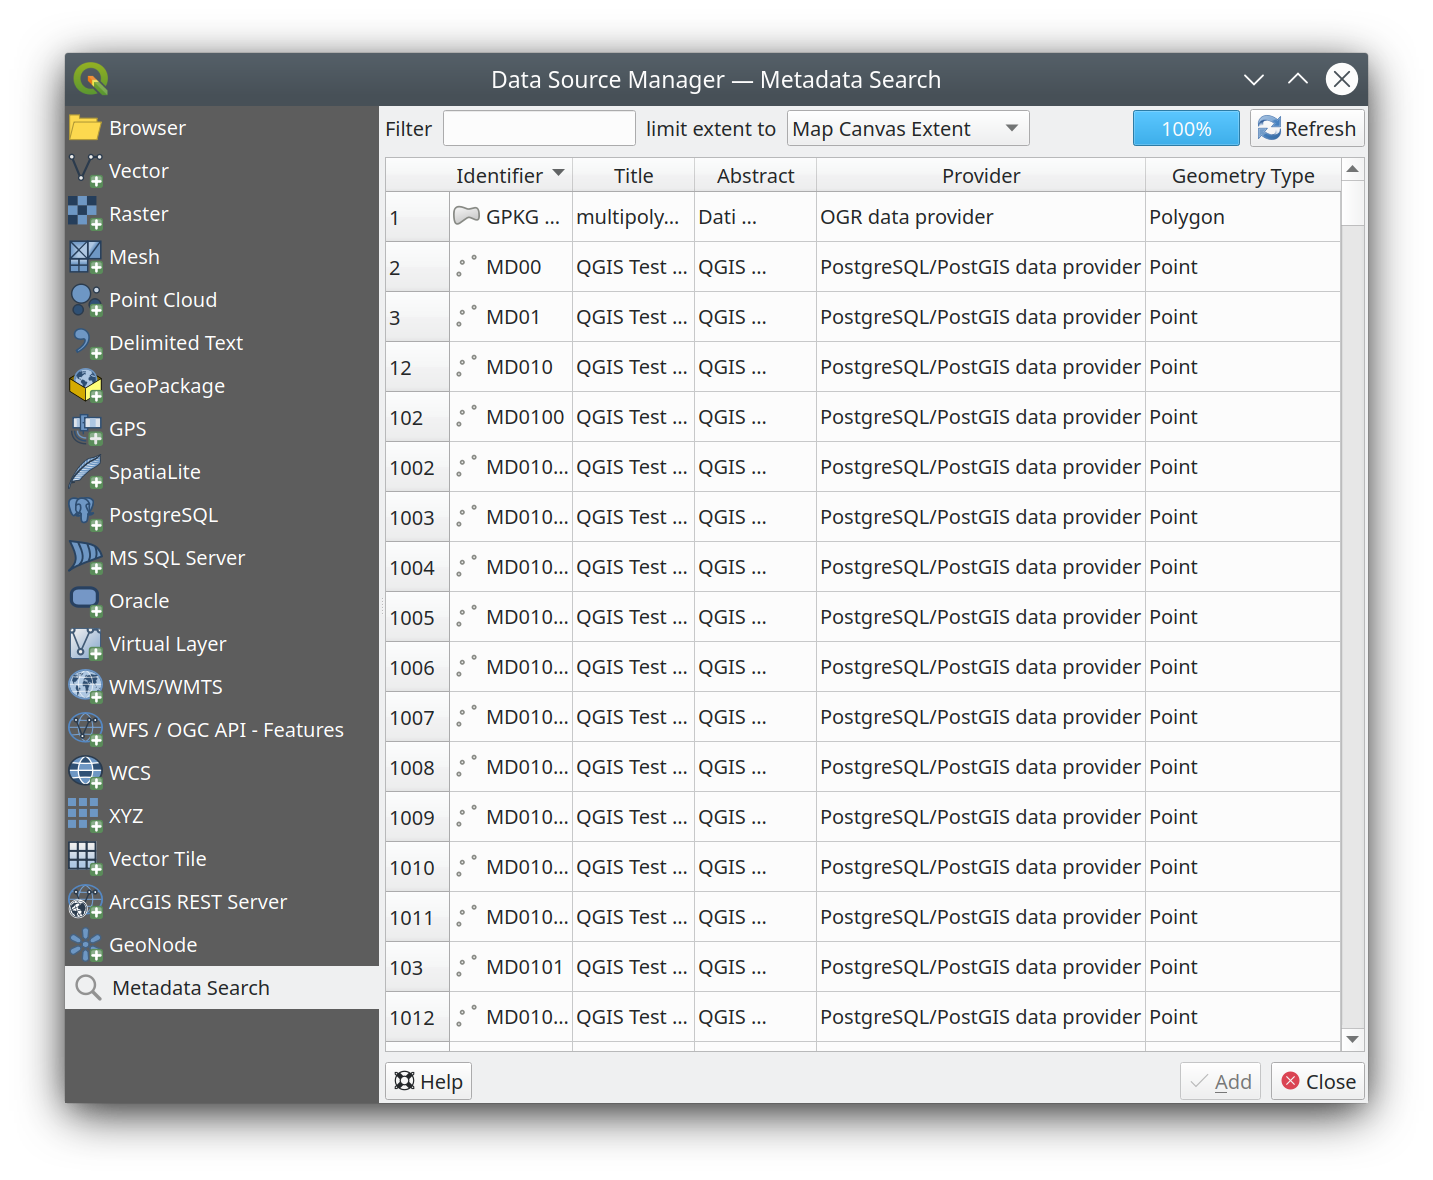 Data Source Manager — Metadata Search
Browser
Vector
Raster
Mesh
Point Cloud
Delimited Text
GeoPackage
GPS
SpatiaLite
PostgreSQL
MS SQL Server
Oracle
Virtual Layer
WMS/WMTS
WFS / OGC API - Features
WCS
XYZ
Vector Tile
ArcGIS REST Server
GeoNode
Metadata Search
Filter limit extent to Map Canvas Extent 100% Refresh
Identifier Title Abstract Provider Geometry Type
1 GPKG ... multipoly... Dati ... OGR data provider Polygon
2 MD00 QGIS Test ... QGIS ... PostgreSQL/PostGIS data provider Point
3 MD01 QGIS Test ... QGIS ... PostgreSQL/PostGIS data provider Point
12 MD010 QGIS Test ... QGIS ... PostgreSQL/PostGIS data provider Point
102 MD0100 QGIS Test ... QGIS ... PostgreSQL/PostGIS data provider Point
1002 MD010... QGIS Test ... QGIS ... PostgreSQL/PostGIS data provider Point
1003 MD010... QGIS Test ... QGIS ... PostgreSQL/PostGIS data provider Point
1004 MD010... QGIS Test ... QGIS ... PostgreSQL/PostGIS data provider Point
1005 MD010... QGIS Test ... QGIS ... PostgreSQL/PostGIS data provider Point
1006 MD010... QGIS Test ... QGIS ... PostgreSQL/PostGIS data provider Point
1007 MD010... QGIS Test ... QGIS ... PostgreSQL/PostGIS data provider Point
1008 MD010... QGIS Test ... QGIS ... PostgreSQL/PostGIS data provider Point
1009 MD010... QGIS Test ... QGIS ... PostgreSQL/PostGIS data provider Point
1010 MD010... QGIS Test ... QGIS ... PostgreSQL/PostGIS data provider Point
1011 MD010... QGIS Test ... QGIS ... PostgreSQL/PostGIS data provider Point
103 MD0101 QGIS Test ... QGIS ... PostgreSQL/PostGIS data provider Point
1012 MD010... QGIS Test ... QGIS ... PostgreSQL/PostGIS data provider Point
Help Add Close